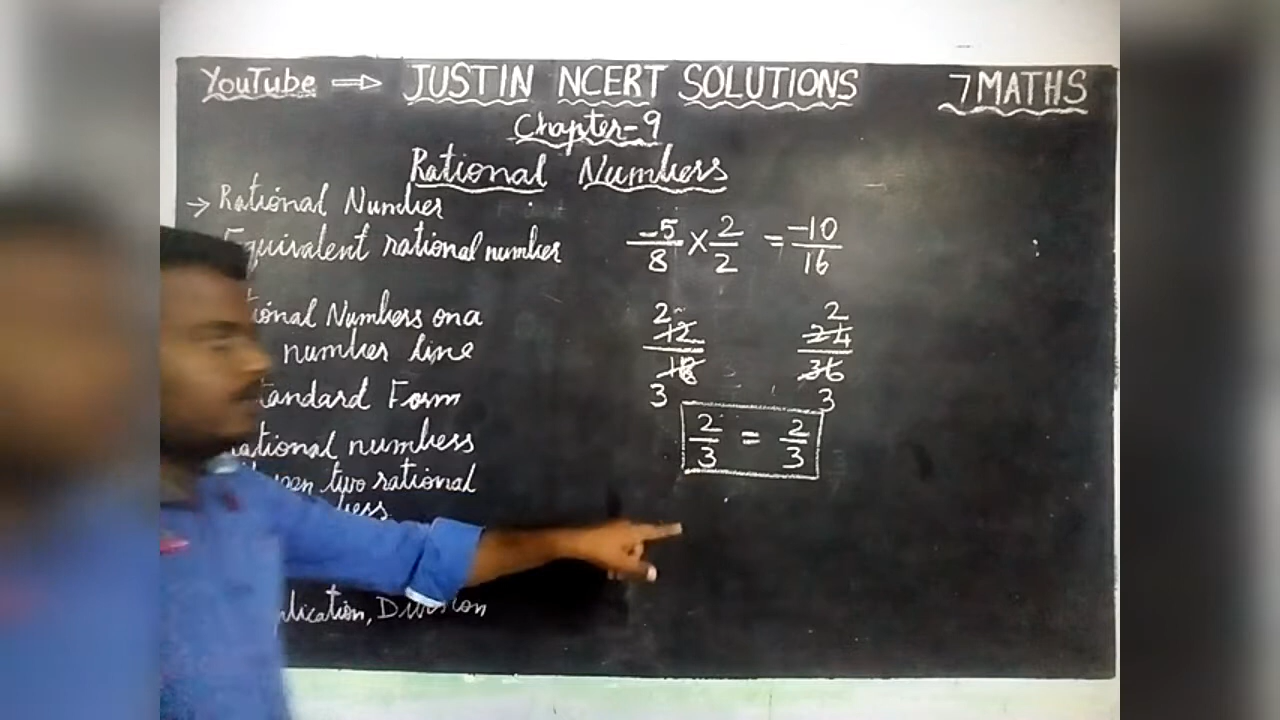 YouTube → JUSTIN NCERT SOLUTIONS 7 MATHS
Chapter-9
Rational Numbers
→ Rational Number
Equivalent rational number
-5/8 × 2/2 = -10/16
Numbers on a
number line
2 2
12/18 24/36
3 3
Standard Form
2/3 = 2/3
rational numbers
two rational
Division